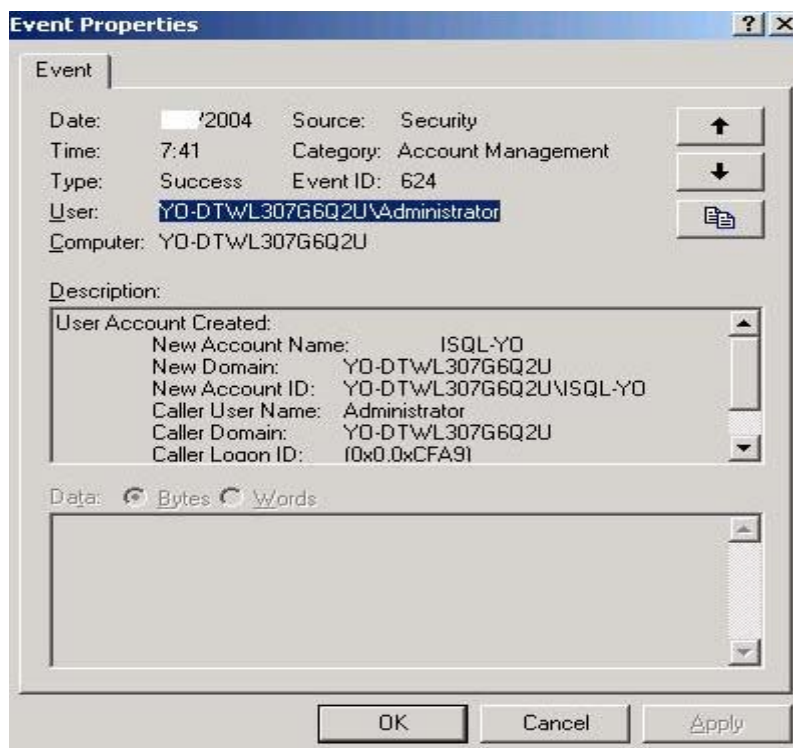 Event Properties
Event
Date: /2004 Source: Security
Time: 7:41 Category: Account Management
Type: Success Event ID: 624
User: YO-DTWL307G6Q2U\Administrator
Computer: YO-DTWL307G6Q2U
Description:
User Account Created:
New Account Name: ISQL-YO
New Domain: YO-DTWL307G6Q2U
New Account ID: YO-DTWL307G6Q2U\ISQL-YO
Caller User Name: Administrator
Caller Domain: YO-DTWL307G6Q2U
Caller Logon ID: (0x0,0xCFA9)
Data: Bytes Words
OK Cancel Apply